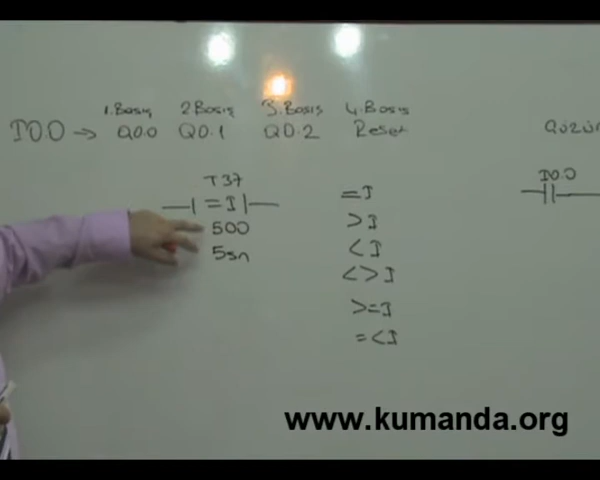 1.Basış 2.Basış 3.Basış 4.Basış
I0.0 → Q0.0 Q0.1 Q0.2 Reset
T37
=I
500
5sn
=I
>I
<I
<>I
>=I
=<I
ÇÖZÜM
I0.0
www.kumanda.org